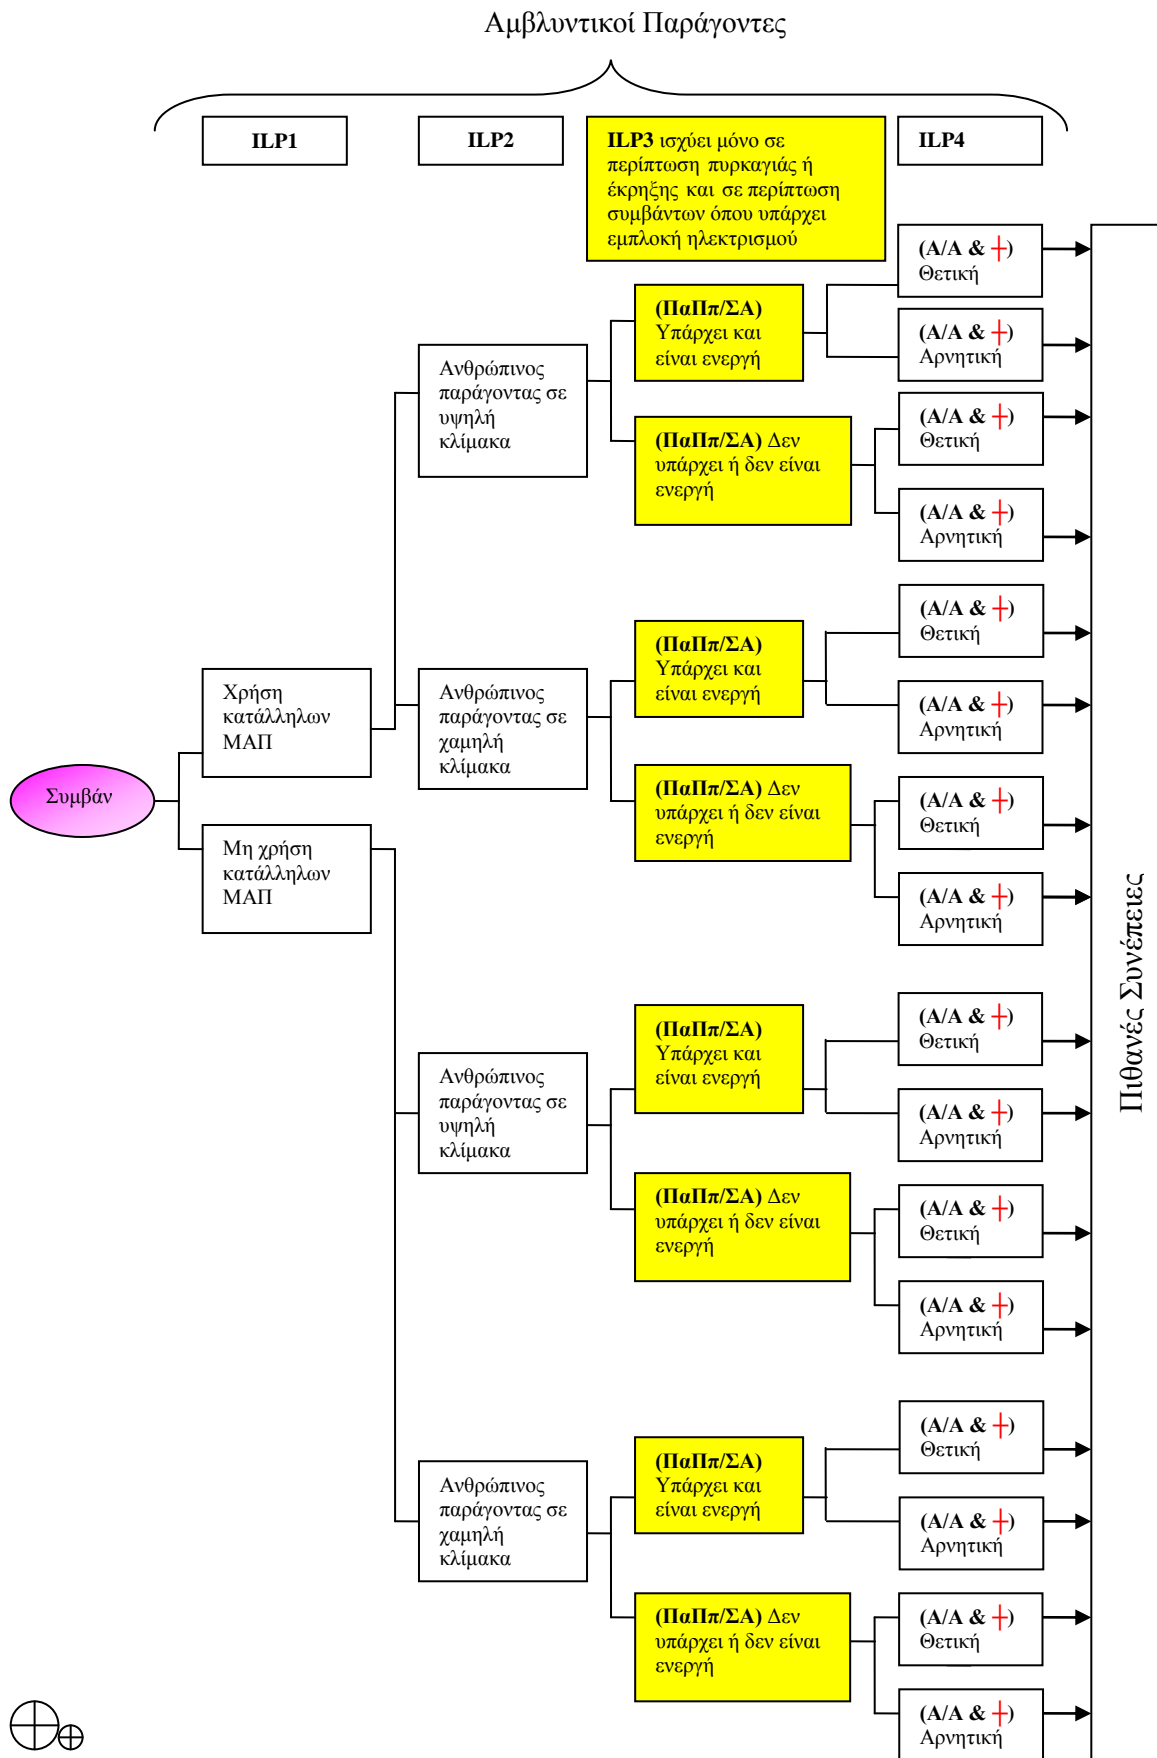 Αμβλυντικοί Παράγοντες
ILP1
ILP2
ILP3 ισχύει μόνο σε
περίπτωση πυρκαγιάς ή
έκρηξης και σε περίπτωση
συμβάντων όπου υπάρχει
εμπλοκή ηλεκτρισμού
ILP4
Συμβάν
Χρήση
κατάλληλων
ΜΑΠ
Μη χρήση
κατάλληλων
ΜΑΠ
Ανθρώπινος
παράγοντας σε
υψηλή
κλίμακα
(ΠαΠπ/ΣΑ)
Υπάρχει και
είναι ενεργή
(Α/Α & +)
Θετική
(Α/Α & +)
Αρνητική
(ΠαΠπ/ΣΑ) Δεν
υπάρχει ή δεν είναι
ενεργή
(Α/Α & +)
Θετική
(Α/Α & +)
Αρνητική
Ανθρώπινος
παράγοντας σε
χαμηλή
κλίμακα
(ΠαΠπ/ΣΑ)
Υπάρχει και
είναι ενεργή
(Α/Α & +)
Θετική
(Α/Α & +)
Αρνητική
(ΠαΠπ/ΣΑ) Δεν
υπάρχει ή δεν είναι
ενεργή
(Α/Α & +)
Θετική
(Α/Α & +)
Αρνητική
Ανθρώπινος
παράγοντας σε
υψηλή
κλίμακα
(ΠαΠπ/ΣΑ)
Υπάρχει και
είναι ενεργή
(Α/Α & +)
Θετική
(Α/Α & +)
Αρνητική
(ΠαΠπ/ΣΑ) Δεν
υπάρχει ή δεν είναι
ενεργή
(Α/Α & +)
Θετική
(Α/Α & +)
Αρνητική
Ανθρώπινος
παράγοντας σε
χαμηλή
κλίμακα
(ΠαΠπ/ΣΑ)
Υπάρχει και
είναι ενεργή
(Α/Α & +)
Θετική
(Α/Α & +)
Αρνητική
(ΠαΠπ/ΣΑ) Δεν
υπάρχει ή δεν είναι
ενεργή
(Α/Α & +)
Θετική
(Α/Α & +)
Αρνητική
Πιθανές Συνέπειες